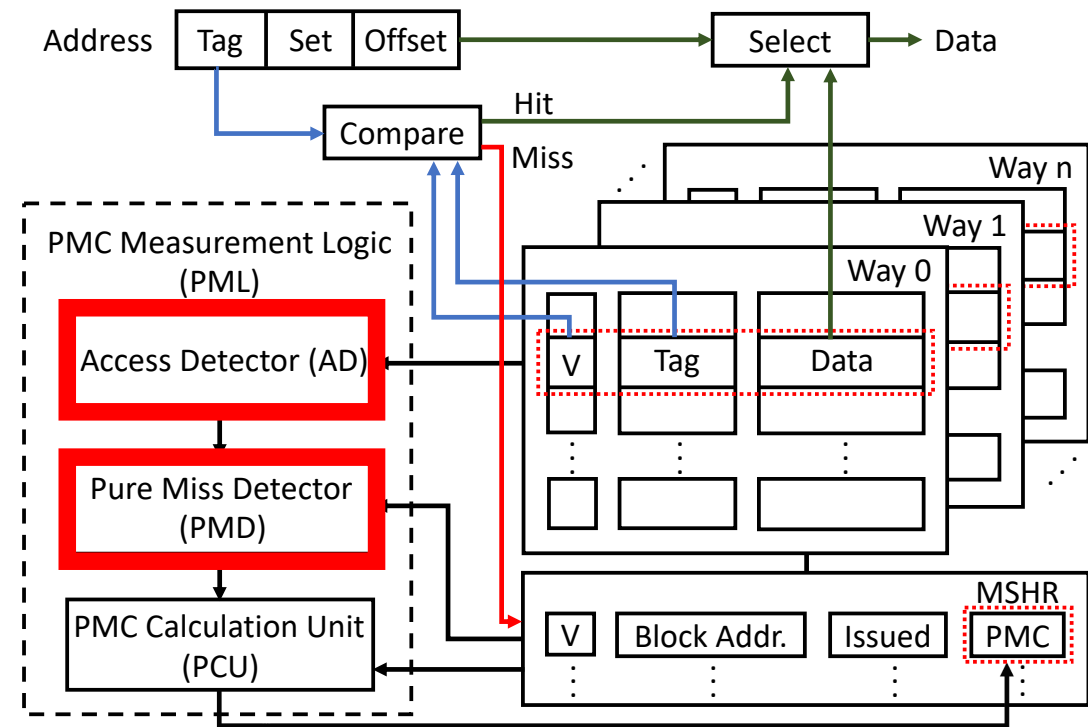 Address
Tag
Set
Offset
Select
Data
Hit
Compare
Miss
Way n
Way 1
Way 0
PMC Measurement Logic
(PML)
Access Detector (AD)
V
Tag
Data
Pure Miss Detector
(PMD)
MSHR
PMC Calculation Unit
(PCU)
V
Block Addr.
Issued
PMC